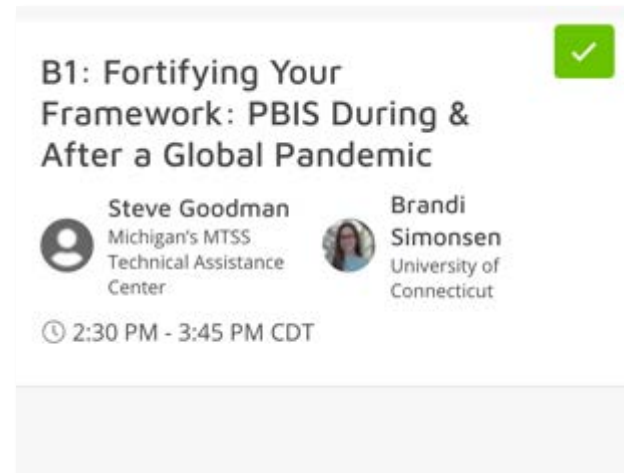 B1: Fortifying Your
Framework: PBIS During &
After a Global Pandemic
Steve Goodman
Michigan's MTSS
Technical Assistance
Center
Brandi
Simonsen
University of
Connecticut
2:30 PM - 3:45 PM CDT